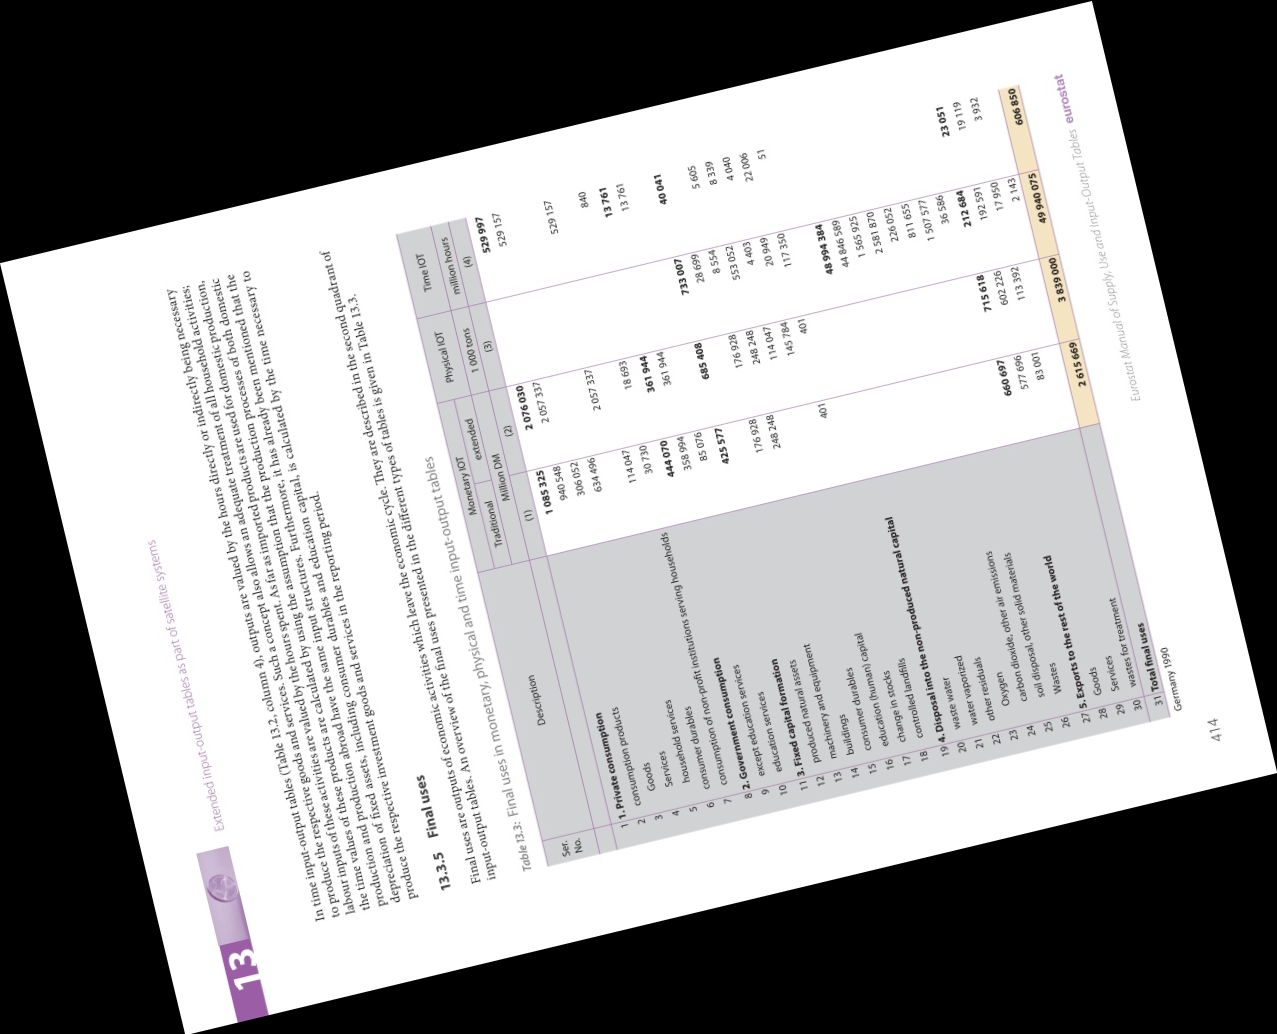 13
Extended input-output tables as part of satellite systems
In time input-output tables (Table 13.2, column 4), outputs are valued by the hours directly or indirectly being necessary
to produce the respective goods and services. Such a concept also allows an adequate treatment of all household activities;
labour inputs of these activities are valued by the hours spent. As far as imported products are used for domestic production,
the time values of these products are calculated by using the assumption that the production processes of both domestic
production and production abroad have the same input structures. Furthermore, it has already been mentioned that the
depreciation of fixed assets, including consumer durables and education capital, is calculated by the time necessary to
produce the respective investment goods and services in the reporting period.
13.3.5 Final uses
Final uses are outputs of economic activities which leave the economic cycle. They are described in the second quadrant of
input-output tables. An overview of the final uses presented in the different types of tables is given in Table 13.3.
Table 13.3: Final uses in monetary, physical and time input-output tables
Ser. No. Description Monetary IOT Physical IOT Time IOT
Traditional extended
Million DM 1 000 tons million hours
(1) (2) (3) (4)
1 1. Private consumption 1 085 325 2 076 030 529 997
2 consumption products 940 548 2 057 337 529 157
3 Goods 306 052
4 Services 634 496
5 household services 2 057 337 529 157
6 consumer durables 114 047
7 consumption of non-profit institutions serving households 30 730 18 693 840
8 2. Government consumption 444 070 361 944 13 761
9 except education services 358 994 361 944 13 761
10 education services 85 076
11 3. Fixed capital formation 425 577 685 408 733 007 40 041
12 produced natural assets 28 699
13 machinery and equipment 176 928 176 928 8 554 5 605
14 buildings 248 248 248 248 553 052 8 339
15 consumer durables 114 047 4 403 4 040
16 education (human) capital 145 784 20 949 22 006
17 change in stocks 401 401 117 350 51
18 controlled landfills
19 4. Disposal into the non-produced natural capital 48 994 384
20 waste water 44 846 589
21 water vaporized 1 565 925
22 other residuals 2 581 870
23 Oxygen 226 052
24 carbon dioxide, other air emissions 811 655
25 soil disposal, other solid materials 1 507 577
26 Wastes 36 586
27 5. Exports to the rest of the world 660 697 715 618 212 684 23 051
28 Goods 577 696 602 226 192 591 19 119
29 Services 83 001 113 392 17 950 3 932
30 wastes for treatment 2 143
31 Total final uses 2 615 669 3 839 000 49 940 075 606 850
Germany 1990
414
Eurostat Manual of Supply, Use and Input-Output Tables eurostat